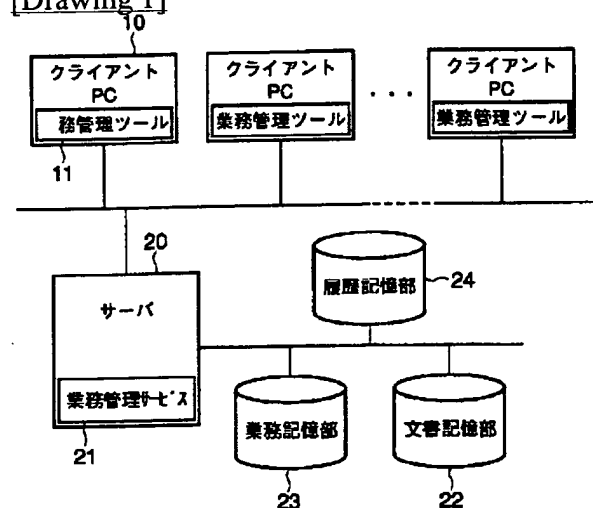 [Drawing 1]
10
クライアント
PC
務管理ツール
11
クライアント
PC
業務管理ツール
...
クライアント
PC
業務管理ツール
20
サーバ
業務管理サービス
21
履歴記憶部
24
業務記憶部
23
文書記憶部
22